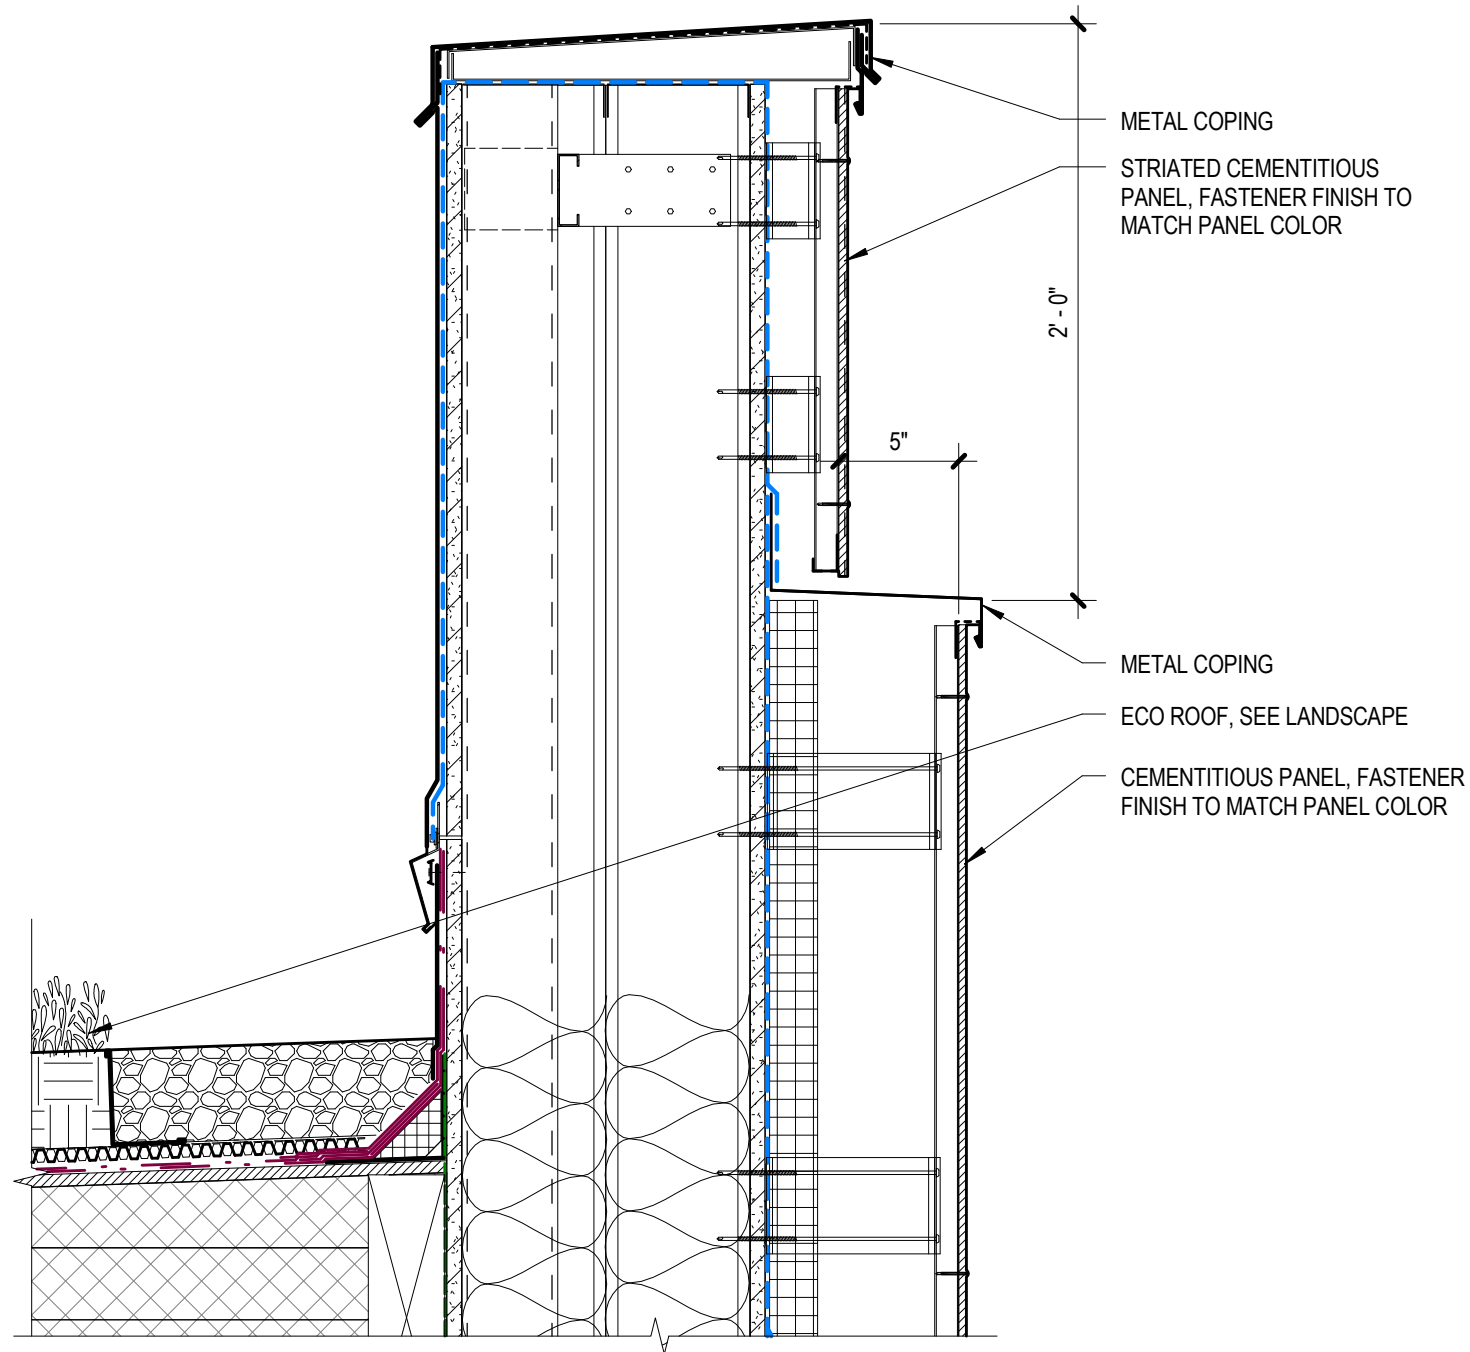 METAL COPING
STRIATED CEMENTITIOUS
PANEL, FASTENER FINISH TO
MATCH PANEL COLOR
2' - 0"
5"
METAL COPING
ECO ROOF, SEE LANDSCAPE
CEMENTITIOUS PANEL, FASTENER
FINISH TO MATCH PANEL COLOR